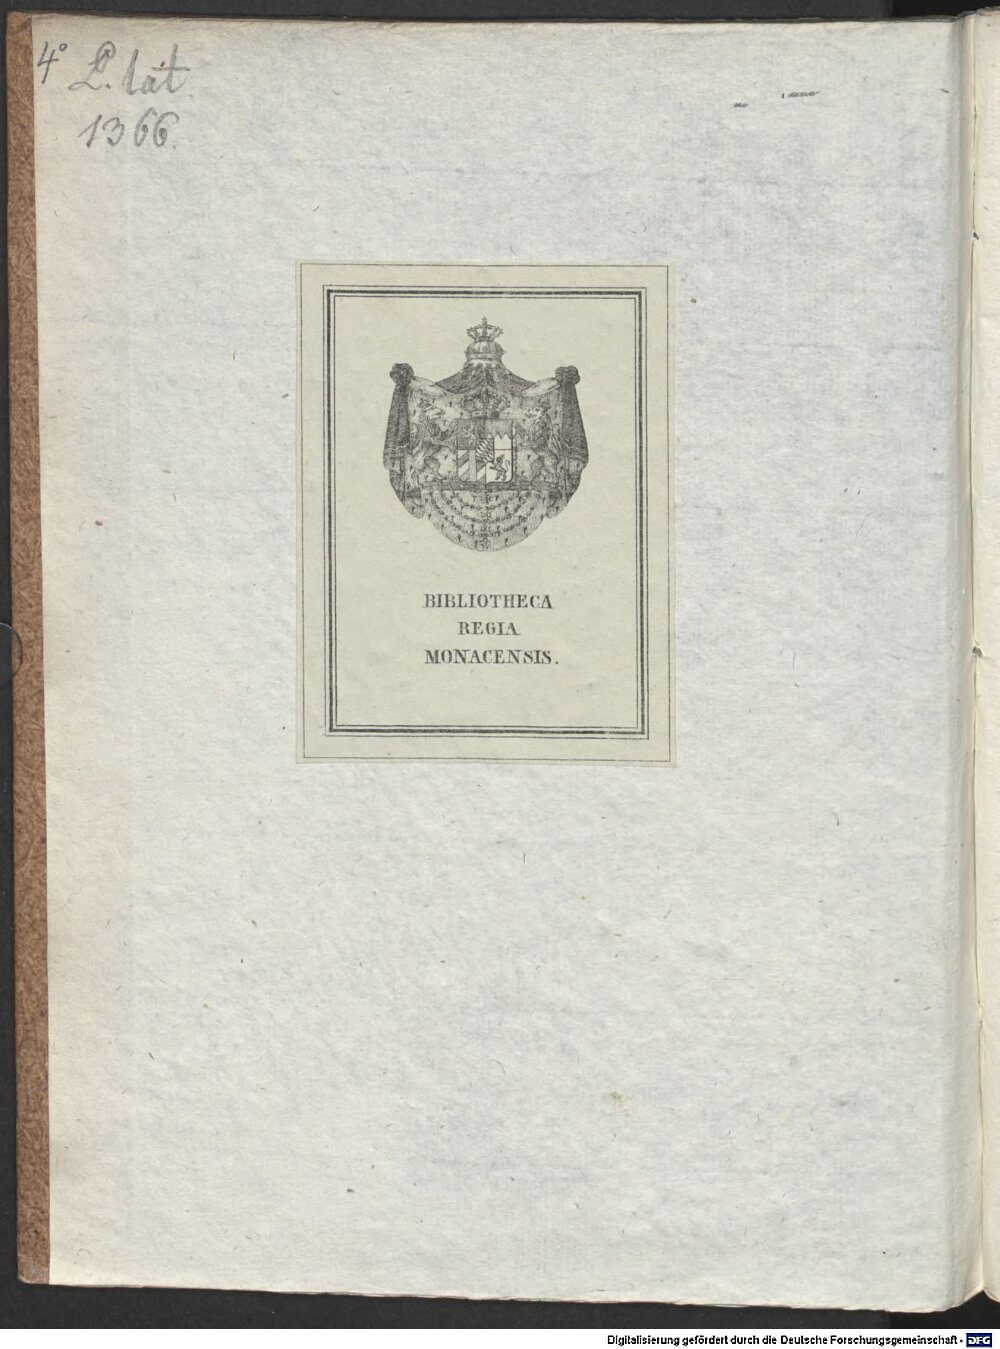 4° L. lat.
1366.
BIBLIOTHECA
REGIA
MONACENSIS.
Digitalisierung gefördert durch die Deutsche Forschungsgemeinschaft - DFG